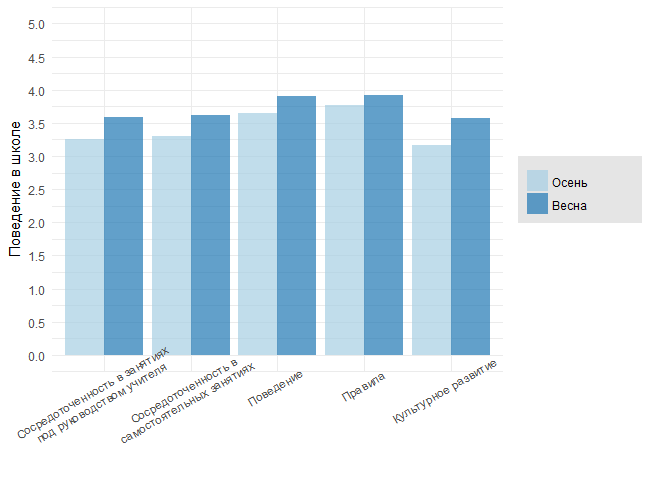 Поведение в школе
5.0
4.5
4.0
3.5
3.0
2.5
2.0
1.5
1.0
0.5
0.0
Сосредоточенность в занятиях
под руководством учителя
Сосредоточенность в
самостоятельных занятиях
Поведение
Правила
Культурное развитие
Осень
Весна